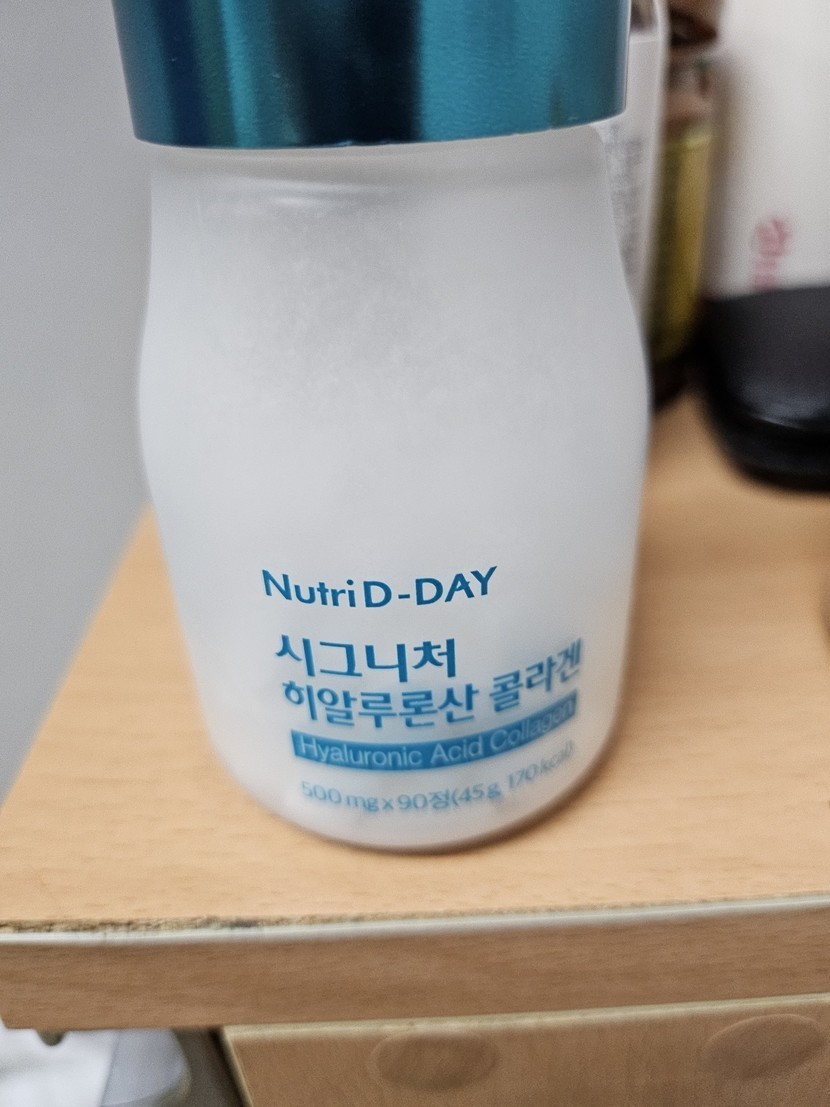 Nutri D-DAY
시그니처
히알루론산 콜라겐
Hyaluronic Acid Collagen
500 mg x 90정(45 g, 170 kcal)